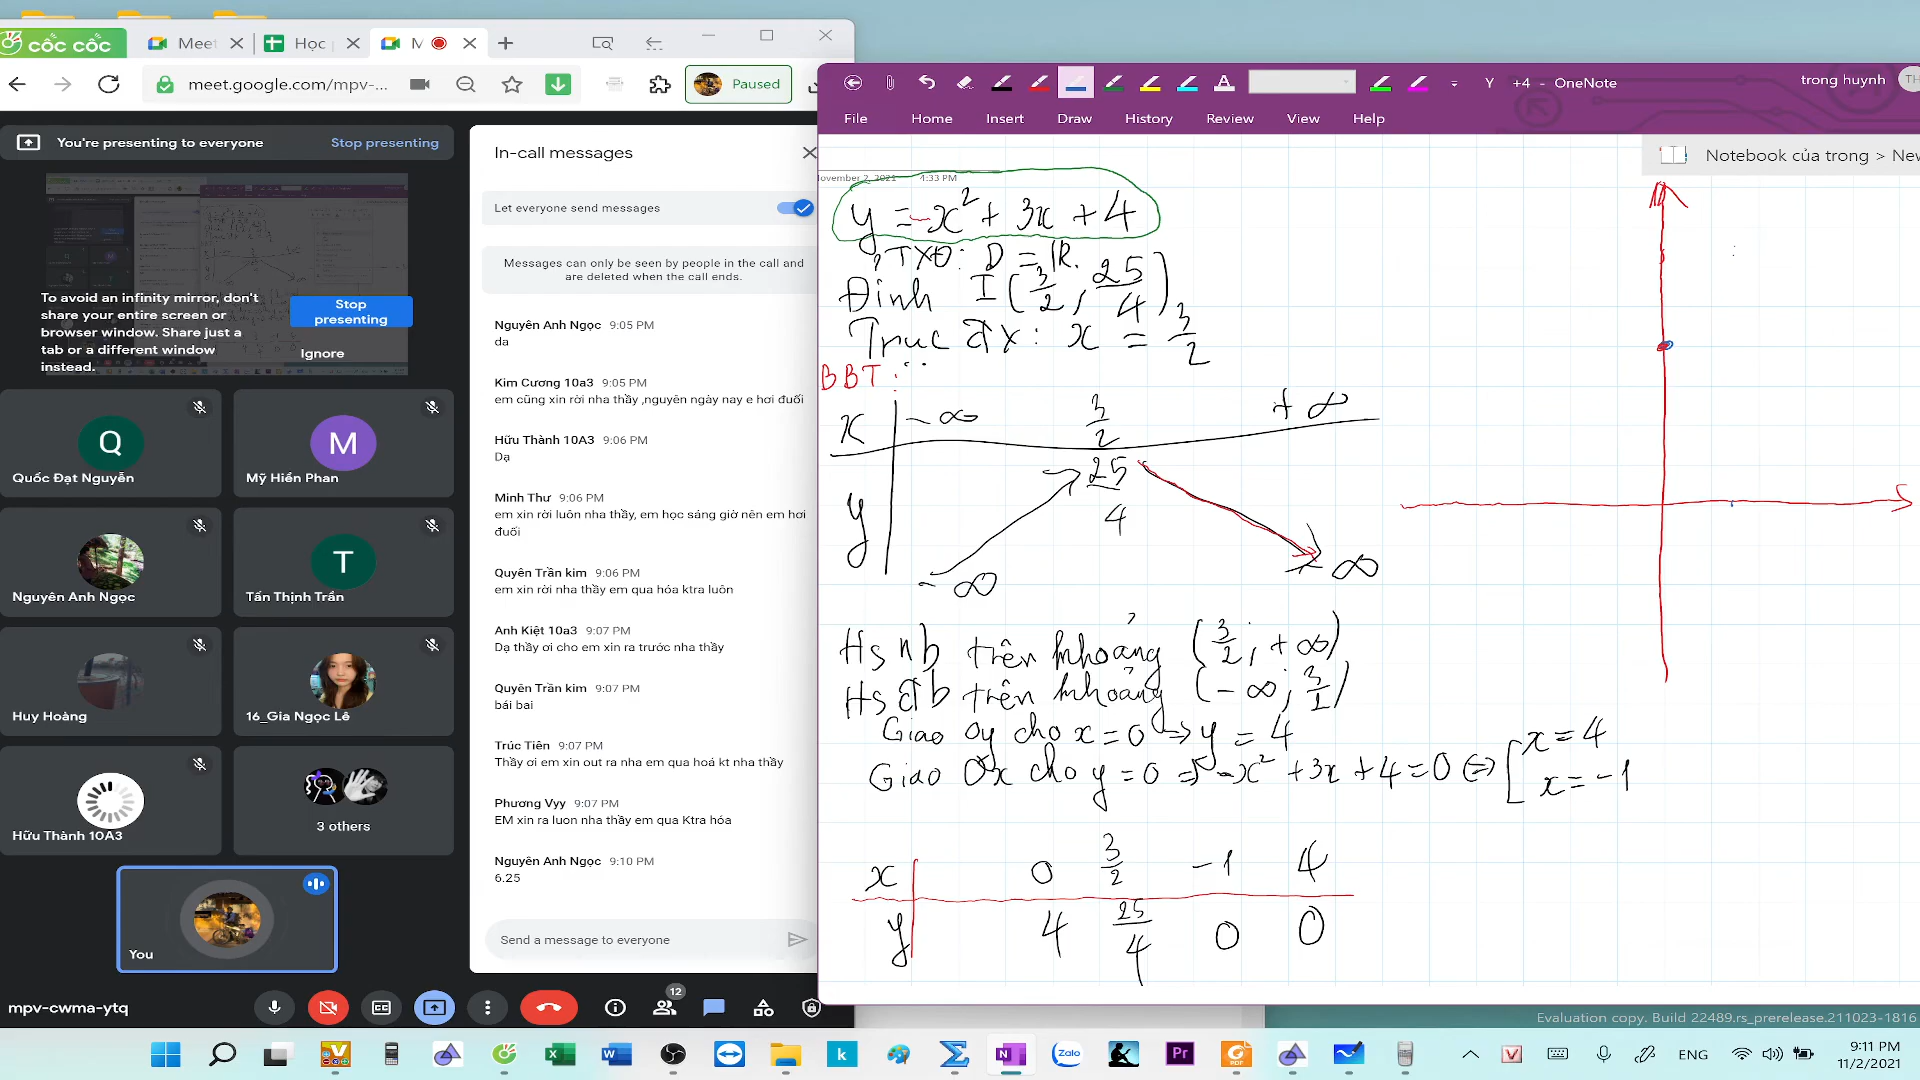 cốc cốc
Meet
Học
M
meet.google.com/mpv-...
Paused
You're presenting to everyone
Stop presenting
To avoid an infinity mirror, don't
share your entire screen or
browser window. Share just a
tab or a different window
instead.
Stop
presenting
Ignore
Q
Quốc Đạt Nguyễn
M
Mỹ Hiền Phan
Nguyên Anh Ngọc
T
Tấn Thịnh Trần
Huy Hoàng
16_Gia Ngọc Lê
Hữu Thành 10A3
3 others
You
In-call messages
Let everyone send messages
Messages can only be seen by people in the call and
are deleted when the call ends.
Nguyên Anh Ngọc 9:05 PM
da
Kim Cương 10a3 9:05 PM
em cũng xin rời nha thầy ,nguyên ngày nay e hơi đuối
Hữu Thành 10A3 9:06 PM
Dạ
Minh Thư 9:06 PM
em xin rời luôn nha thầy, em học sáng giờ nên em hơi
đuối
Quyên Trần kim 9:06 PM
em xin rời nha thầy em qua hóa ktra luôn
Anh Kiệt 10a3 9:07 PM
Dạ thầy ơi cho em xin ra trước nha thầy
Quyên Trần kim 9:07 PM
bái bai
Trúc Tiên 9:07 PM
Thầy ơi em xin out ra nha em qua hoá kt nha thầy
Phương Vyy 9:07 PM
EM xin ra luon nha thầy em qua Ktra hóa
Nguyên Anh Ngọc 9:10 PM
6.25
Send a message to everyone
mpv-cwma-ytq
12
Y +4 - OneNote
trong huynh
TH
File Home Insert Draw History Review View Help
Notebook của trong > New
November 2, 2021 4:33 PM
y = -x² + 3x + 4
TXĐ: D = ℝ.
Đỉnh I(3/2, 25/4)
Trục đx: x = 3/2
BBT:
x -∞ 3/2 +∞
y 25/4
-∞ -∞
Hs nb trên khoảng (3/2; +∞)
Hs đb trên khoảng (-∞; 3/2)
Giao Oy cho x = 0 ⇒ y = 4
Giao Ox cho y = 0 ⇒ -x² + 3x + 4 = 0 ⇔ [x = 4
x = -1
x 0 3/2 -1 4
y 4 25/4 0 0
Evaluation copy. Build 22489.rs_prerelease.211023-1816
Zalo
Pr
ENG
9:11 PM
11/2/2021